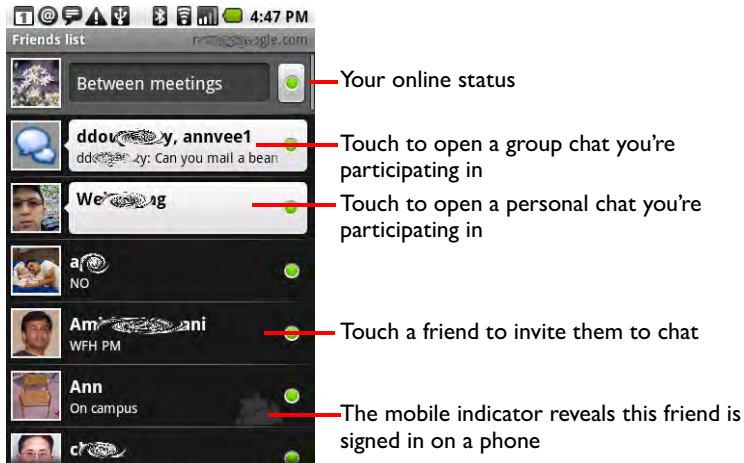 1 @ 4:47 PM
Friends list
Between meetings
Your online status
annvee1
Can you mail a bean
Touch to open a group chat you're
participating in
Touch to open a personal chat you're
participating in
NO
Touch a friend to invite them to chat
WFH PM
Ann
On campus
The mobile indicator reveals this friend is
signed in on a phone